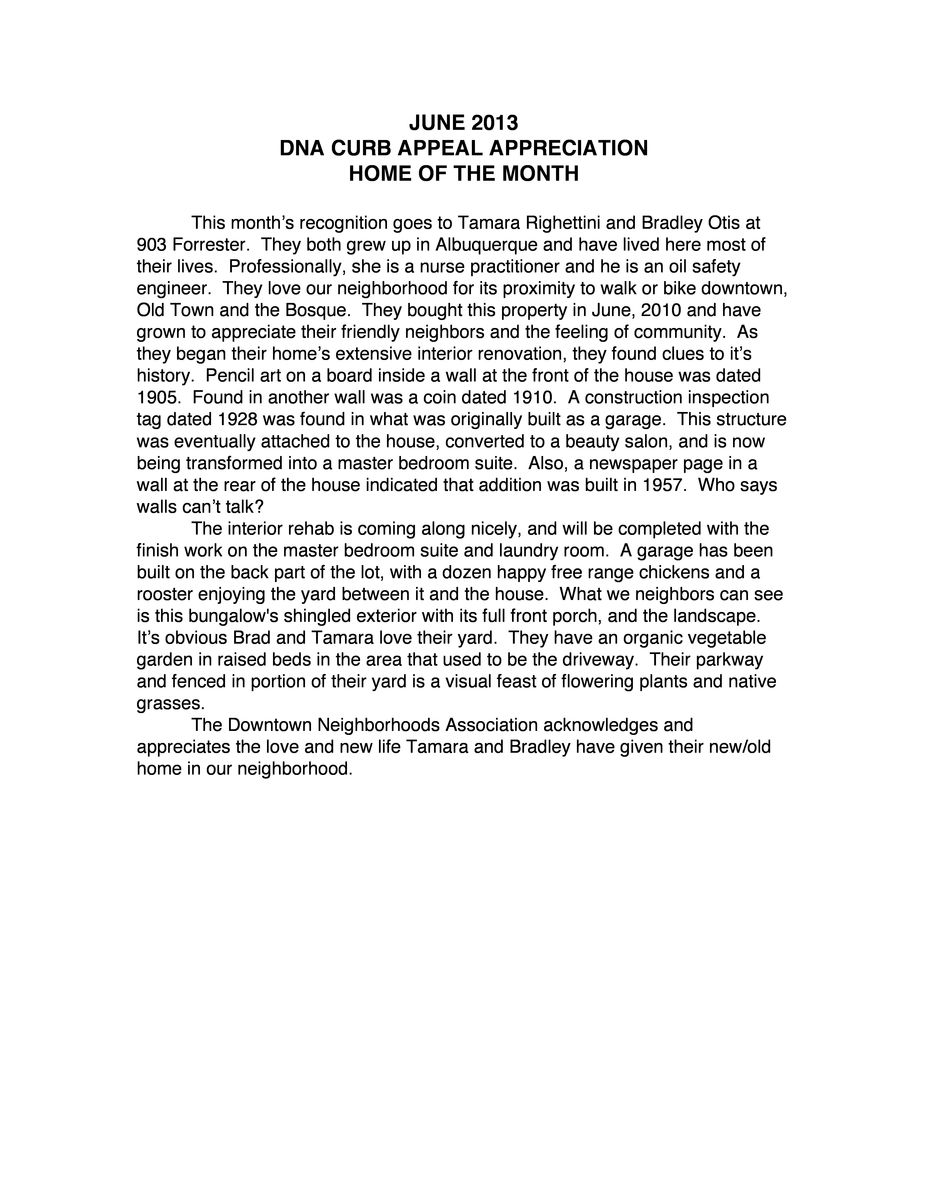 JUNE 2013
DNA CURB APPEAL APPRECIATION
HOME OF THE MONTH
This month’s recognition goes to Tamara Righettini and Bradley Otis at
903 Forrester.  They both grew up in Albuquerque and have lived here most of
their lives.  Professionally, she is a nurse practitioner and he is an oil safety
engineer.  They love our neighborhood for its proximity to walk or bike downtown,
Old Town and the Bosque.  They bought this property in June, 2010 and have
grown to appreciate their friendly neighbors and the feeling of community.  As
they began their home’s extensive interior renovation, they found clues to it’s
history.  Pencil art on a board inside a wall at the front of the house was dated
1905.  Found in another wall was a coin dated 1910.  A construction inspection
tag dated 1928 was found in what was originally built as a garage.  This structure
was eventually attached to the house, converted to a beauty salon, and is now
being transformed into a master bedroom suite.  Also, a newspaper page in a
wall at the rear of the house indicated that addition was built in 1957.  Who says
walls can’t talk?
The interior rehab is coming along nicely, and will be completed with the
finish work on the master bedroom suite and laundry room.  A garage has been
built on the back part of the lot, with a dozen happy free range chickens and a
rooster enjoying the yard between it and the house.  What we neighbors can see
is this bungalow's shingled exterior with its full front porch, and the landscape.
It’s obvious Brad and Tamara love their yard.  They have an organic vegetable
garden in raised beds in the area that used to be the driveway.  Their parkway
and fenced in portion of their yard is a visual feast of flowering plants and native
grasses.
The Downtown Neighborhoods Association acknowledges and
appreciates the love and new life Tamara and Bradley have given their new/old
home in our neighborhood.